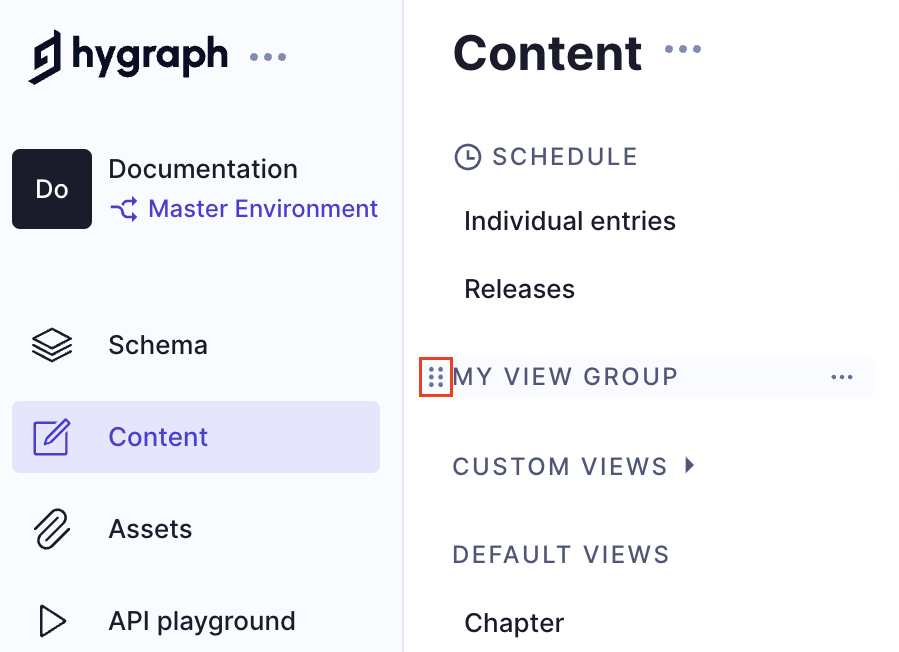 hygraph
Do
Documentation
Master Environment
Schema
Content
Assets
API playground
Content
SCHEDULE
Individual entries
Releases
MY VIEW GROUP
CUSTOM VIEWS
DEFAULT VIEWS
Chapter